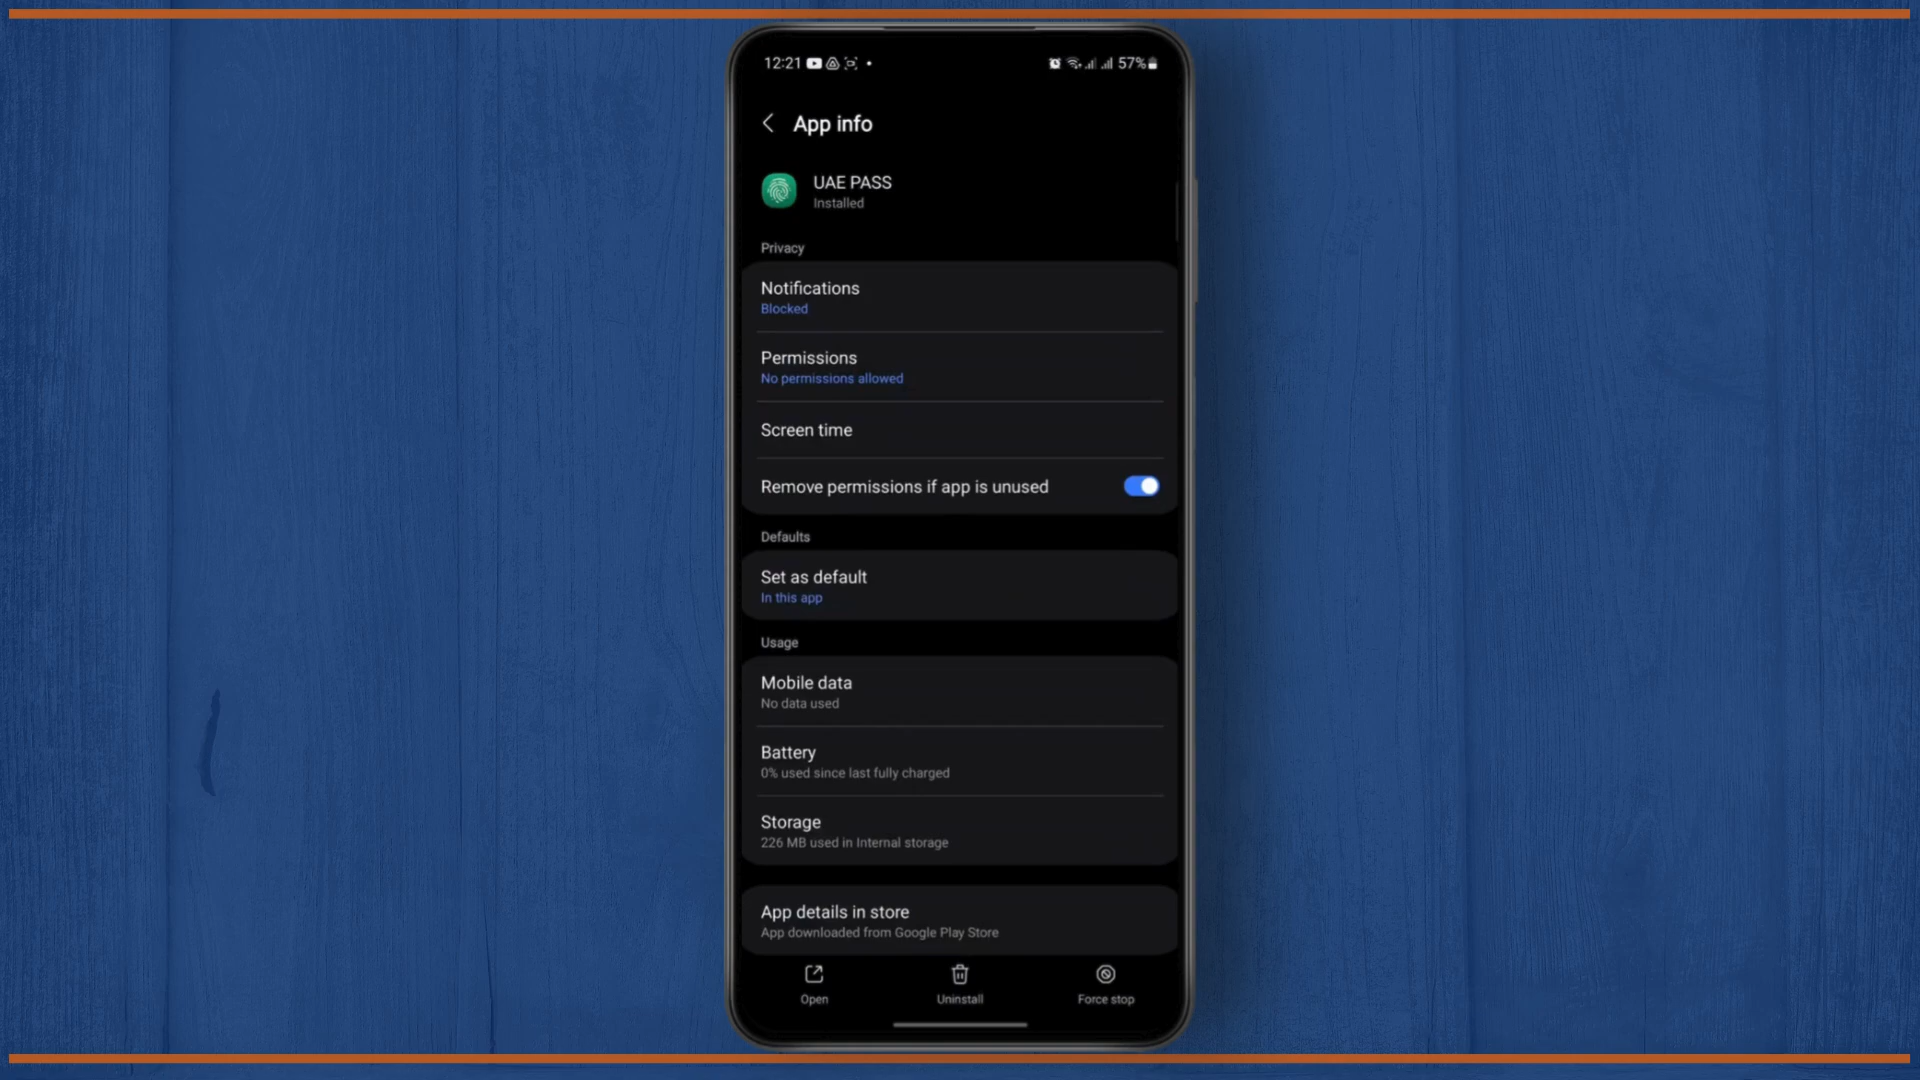 12:21
57%
App info
UAE PASS
Installed
Privacy
Notifications
Blocked
Permissions
No permissions allowed
Screen time
Remove permissions if app is unused
Defaults
Set as default
In this app
Usage
Mobile data
No data used
Battery
0% used since last fully charged
Storage
226 MB used in Internal storage
App details in store
App downloaded from Google Play Store
Open
Uninstall
Force stop